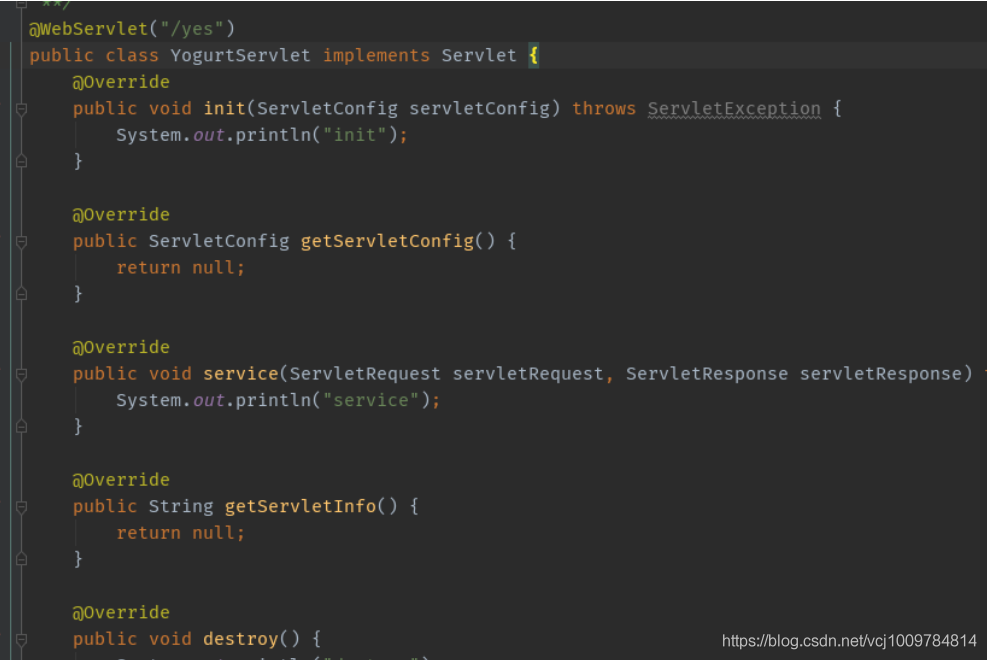 **/
@WebServlet("/yes")
public class YogurtServlet implements Servlet {
@Override
public void init(ServletConfig servletConfig) throws ServletException {
System.out.println("init");
}
@Override
public ServletConfig getServletConfig() {
return null;
}
@Override
public void service(ServletRequest servletRequest, ServletResponse servletResponse)
System.out.println("service");
}
@Override
public String getServletInfo() {
return null;
}
@Override
public void destroy() {
https://blog.csdn.net/vcj1009784814